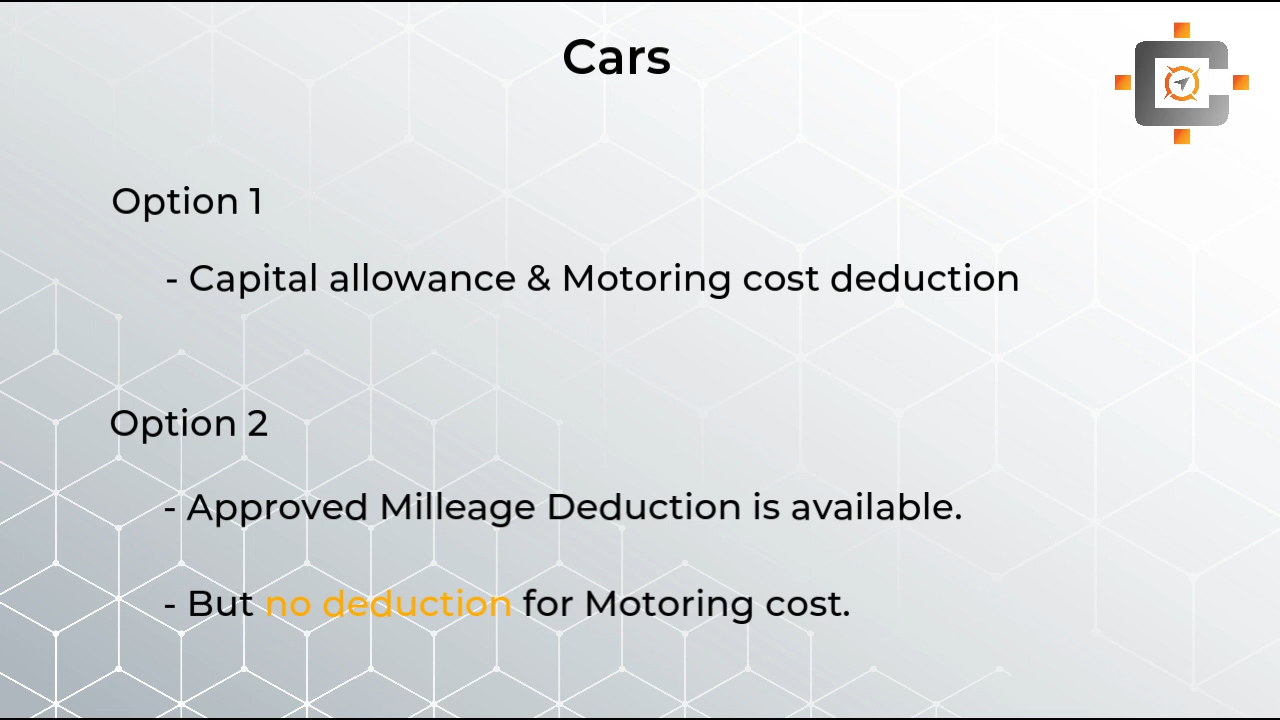 Cars
Option 1
- Capital allowance & Motoring cost deduction
Option 2
- Approved Milleage Deduction is available.
- But no deduction for Motoring cost.